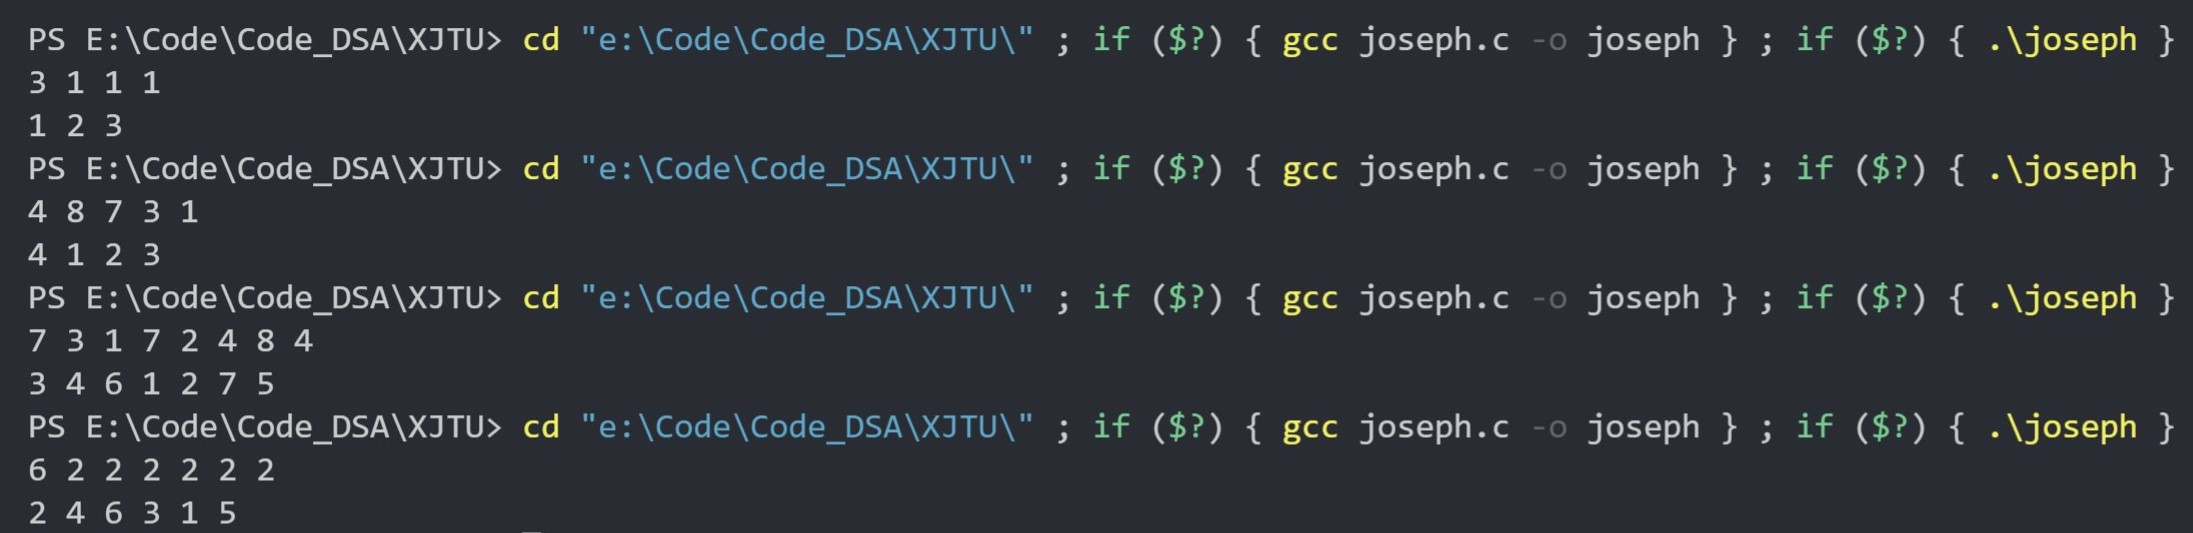 PS E:\Code\Code_DSA\XJTU> cd "e:\Code\Code_DSA\XJTU\" ; if ($?) { gcc joseph.c -o joseph } ; if ($?) { .\joseph }
3 1 1 1
1 2 3
PS E:\Code\Code_DSA\XJTU> cd "e:\Code\Code_DSA\XJTU\" ; if ($?) { gcc joseph.c -o joseph } ; if ($?) { .\joseph }
4 8 7 3 1
4 1 2 3
PS E:\Code\Code_DSA\XJTU> cd "e:\Code\Code_DSA\XJTU\" ; if ($?) { gcc joseph.c -o joseph } ; if ($?) { .\joseph }
7 3 1 7 2 4 8 4
3 4 6 1 2 7 5
PS E:\Code\Code_DSA\XJTU> cd "e:\Code\Code_DSA\XJTU\" ; if ($?) { gcc joseph.c -o joseph } ; if ($?) { .\joseph }
6 2 2 2 2 2 2
2 4 6 3 1 5